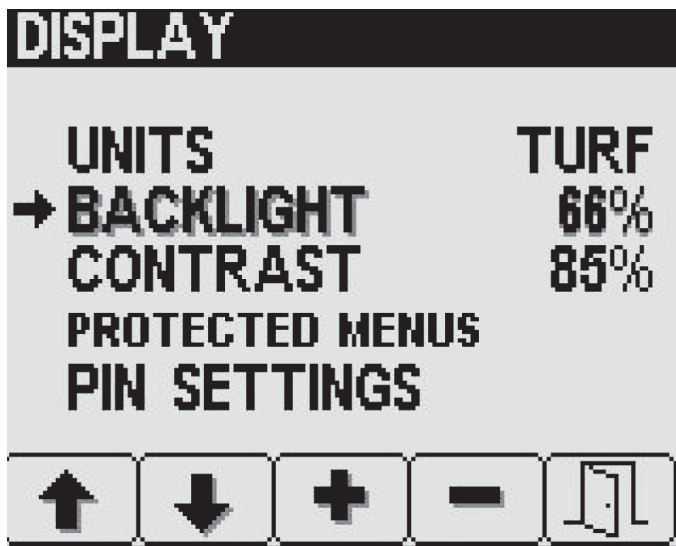 DISPLAY
UNITS TURF
BACKLIGHT 66%
CONTRAST 85%
PROTECTED MENUS
PIN SETTINGS